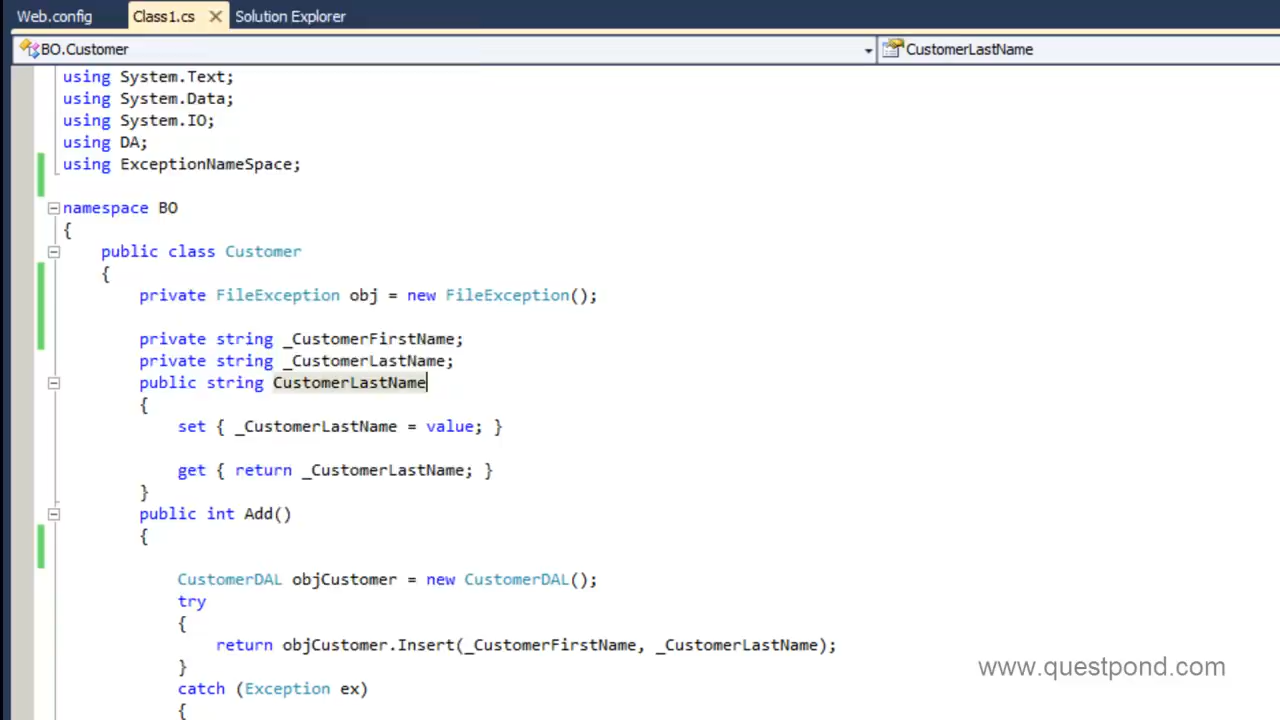 Web.config Class1.cs Solution Explorer
BO.Customer CustomerLastName
using System.Text;
using System.Data;
using System.IO;
using DA;
using ExceptionNameSpace;
namespace BO
{
public class Customer
{
private FileException obj = new FileException();
private string _CustomerFirstName;
private string _CustomerLastName;
public string CustomerLastName
{
set { _CustomerLastName = value; }
get { return _CustomerLastName; }
}
public int Add()
{
CustomerDAL objCustomer = new CustomerDAL();
try
{
return objCustomer.Insert(_CustomerFirstName, _CustomerLastName);
}
catch (Exception ex)
{
www.questpond.com